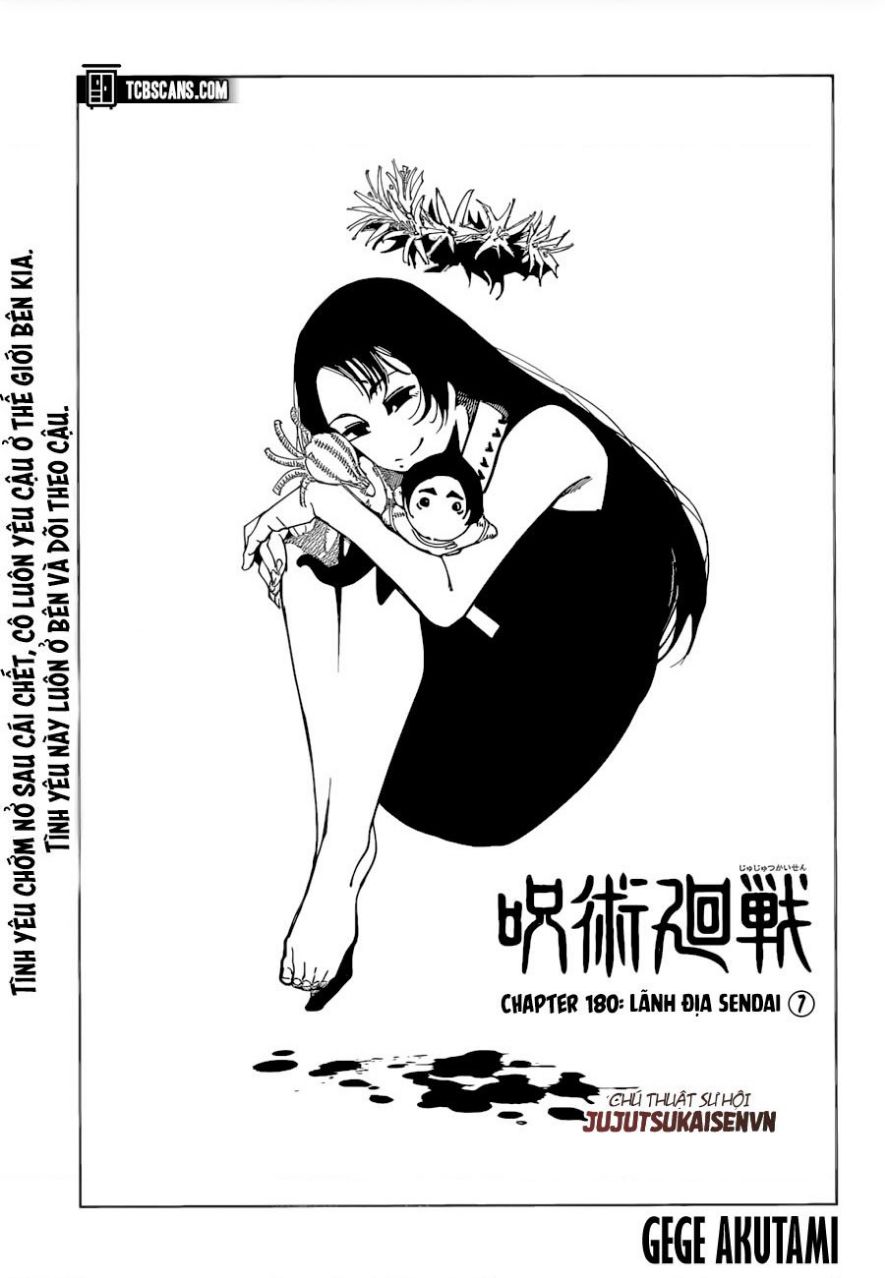 TCBSCANS.COM
TÌNH YÊU CHỚM NỞ SAU CÁI CHẾT, CÔ LUÔN YÊU CẬU Ở THẾ GIỚI BÊN KIA.
TÌNH YÊU NÀY LUÔN Ở BÊN VÀ DÕI THEO CẬU.
じゅじゅつかいせん
呪術廻戦
CHAPTER 180: LÃNH ĐỊA SENDAI ⑦
CHÚ THUẬT SƯ HỘI
JUJUTSUKAISENVN
GEGE AKUTAMI